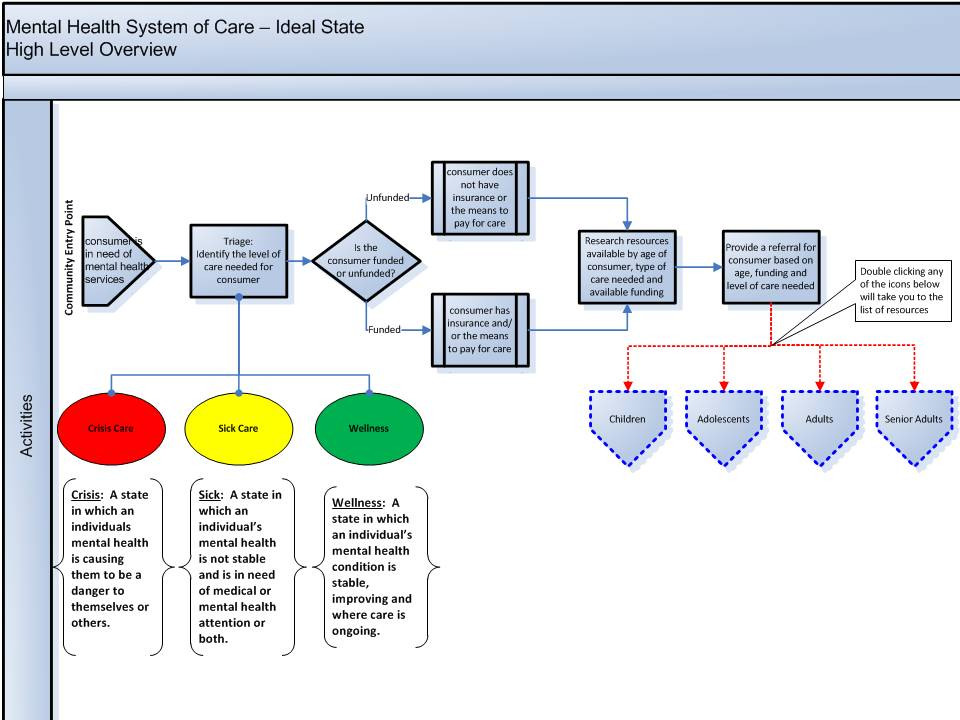 Mental Health System of Care – Ideal State
High Level Overview
Activities
Community Entry Point
consumer is
in need of
mental health
services
Triage:
Identify the level of
care needed for
consumer
Is the
consumer funded
or unfunded?
Unfunded
consumer does
not have
insurance or
the means to
pay for care
Funded
consumer has
insurance and/
or the means
to pay for care
Research resources
available by age of
consumer, type of
care needed and
available funding
Provide a referral for
consumer based on
age, funding and
level of care needed
Double clicking any
of the icons below
will take you to the
list of resources
Children
Adolescents
Adults
Senior Adults
Crisis Care
Sick Care
Wellness
Crisis:  A state
in which an
individuals
mental health
is causing
them to be a
danger to
themselves or
others.
Sick:  A state in
which an
individual’s
mental health
is not stable
and is in need
of medical or
mental health
attention or
both.
Wellness:  A
state in which
an individual’s
mental health
condition is
stable,
improving and
where care is
ongoing.